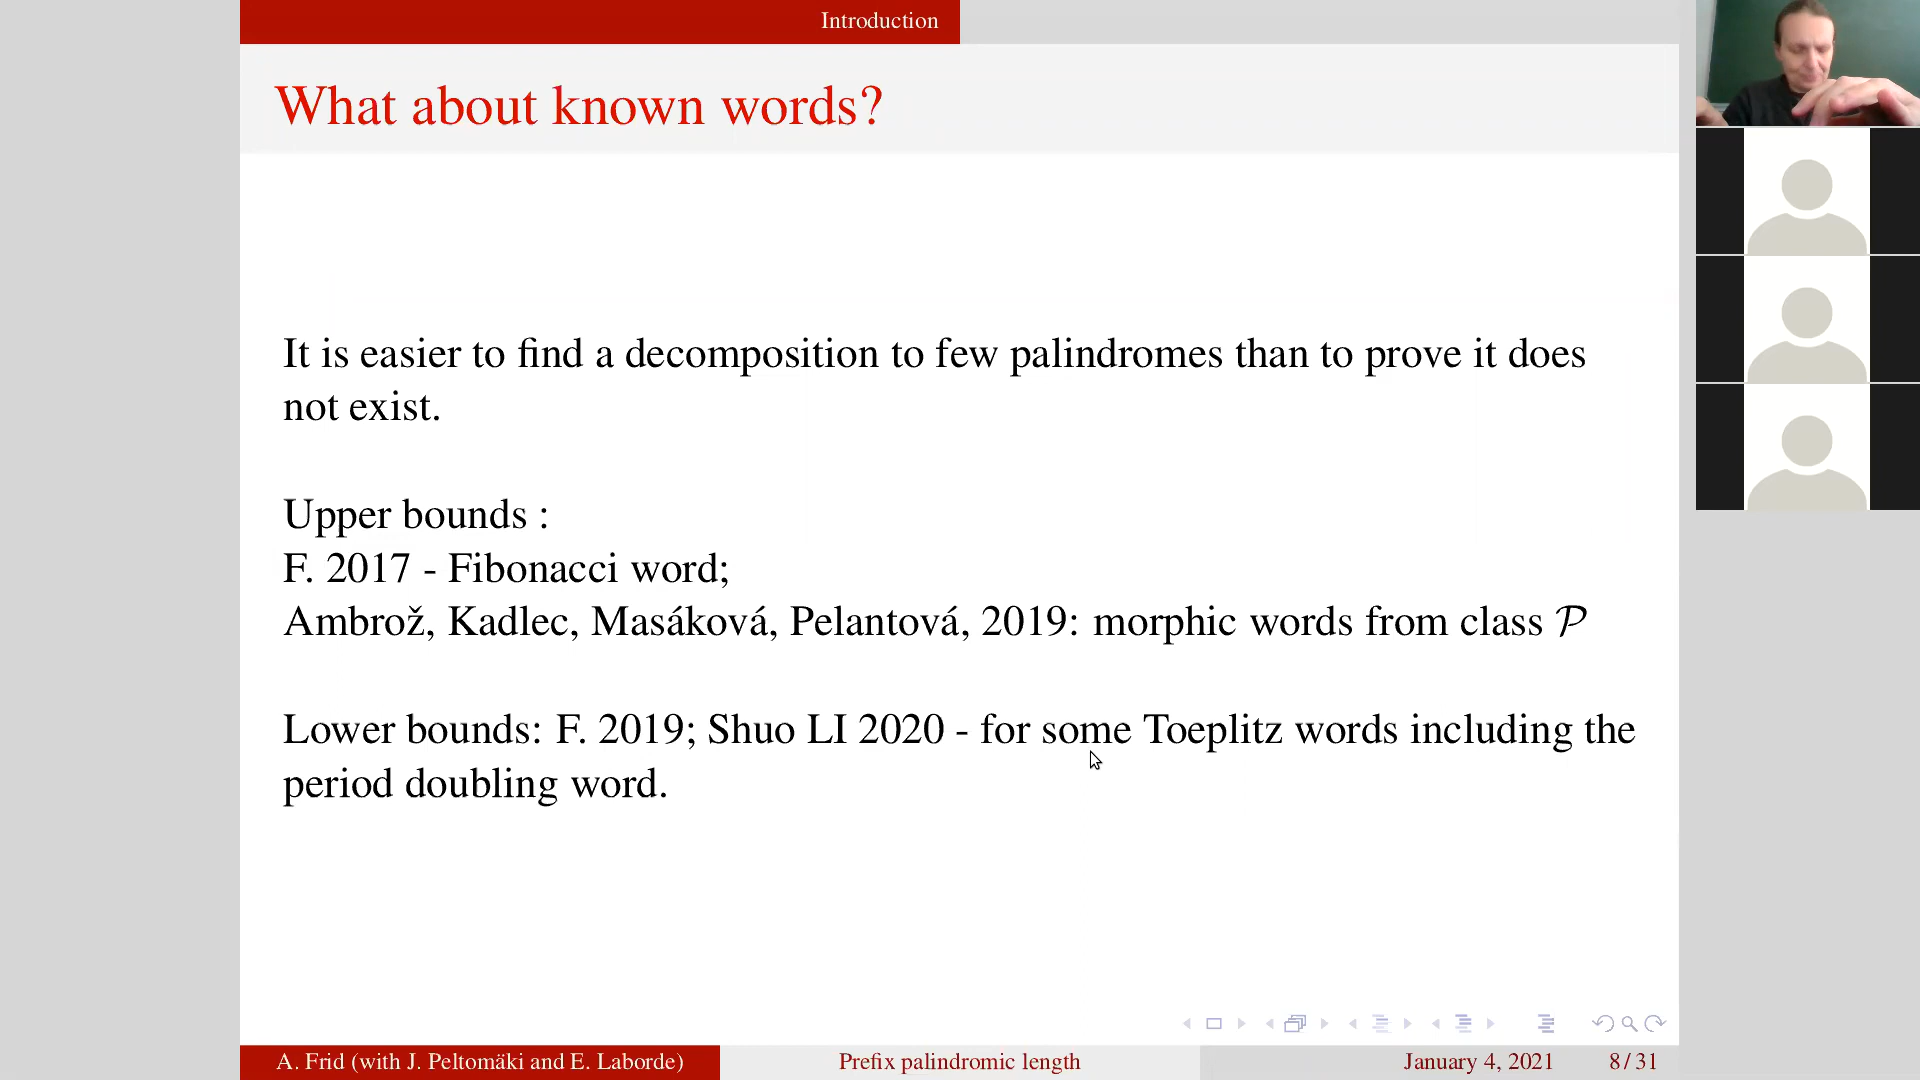 Introduction
What about known words?
It is easier to find a decomposition to few palindromes than to prove it does
not exist.
Upper bounds :
F. 2017 - Fibonacci word;
Ambrož, Kadlec, Masáková, Pelantová, 2019: morphic words from class 𝒫
Lower bounds: F. 2019; Shuo LI 2020 - for some Toeplitz words including the
period doubling word.
A. Frid (with J. Peltomäki and E. Laborde)
Prefix palindromic length
January 4, 2021
8 / 31